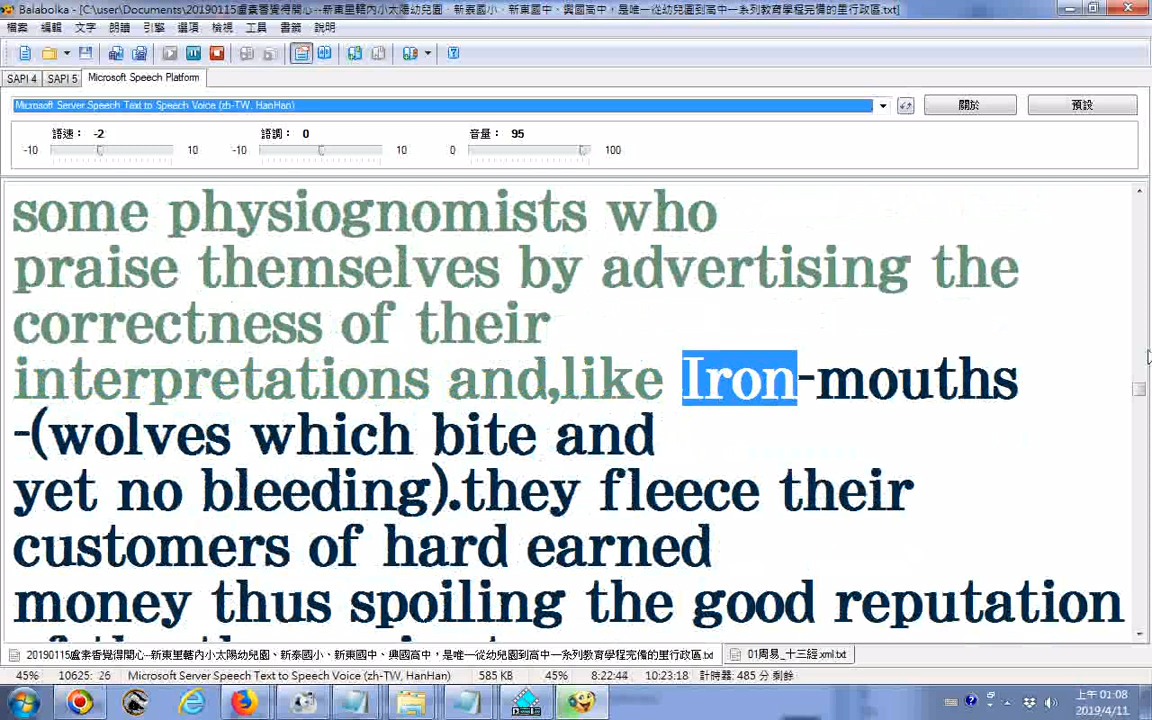 Balabolka - [C:\user\Documents\20190115盧素香覺得開心--新東里轄內小太陽幼兒園、新泰國小、新東國中、興國高中，是唯一從幼兒園到高中一系列教育學程完備的里行政區.txt]
檔案 編輯 文字 朗讀 引擎 選項 檢視 工具 書籤 說明
SAPI 4 SAPI 5 Microsoft Speech Platform
Microsoft Server Speech Text to Speech Voice (zh-TW, HanHan) 關於 預設
語速： -2 語調： 0 音量： 95
-10 10 -10 10 0 100
some physiognomists who
praise themselves by advertising the
correctness of their
interpretations and,like Iron-mouths
-(wolves which bite and
yet no bleeding).they fleece their
customers of hard earned
money thus spoiling the good reputation
20190115盧素香覺得開心--新東里轄內小太陽幼兒園、新泰國小、新東國中、興國高中，是唯一從幼兒園到高中一系列教育學程完備的里行政區.txt 01周易_十三經.xml.txt
45% 10625: 26 Microsoft Server Speech Text to Speech Voice (zh-TW, HanHan) 585 KB 45% 8:22:44 10:23:18 計時器: 485 分 剩餘
上午 01:08
2019/4/11